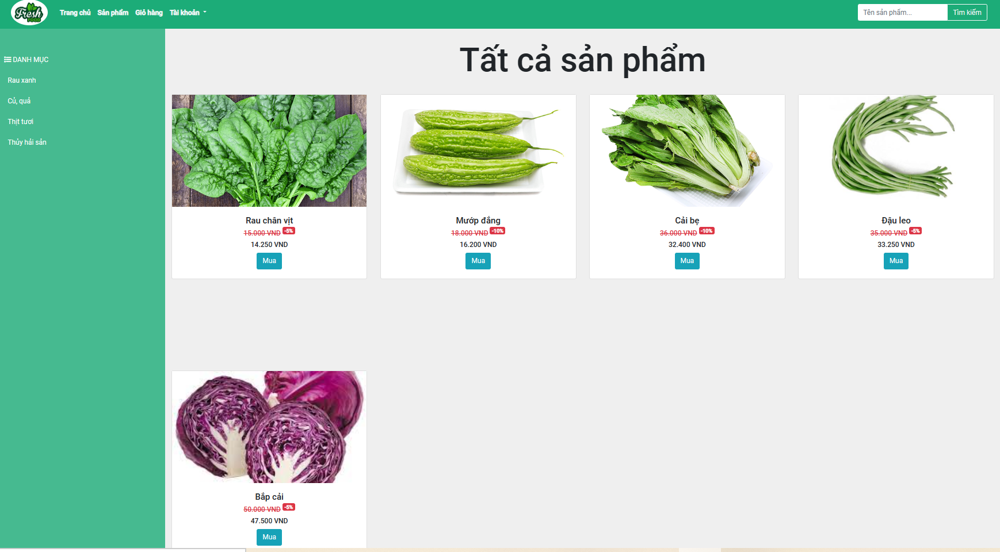 Fresh
FOOD
Trang chủ Sản phẩm Giỏ hàng Tài khoản
Tên sản phẩm... Tìm kiếm
DANH MỤC
Rau xanh
Củ, quả
Thịt tươi
Thủy hải sản
Tất cả sản phẩm
Rau chân vịt
15.000 VND -5%
14.250 VND
Mua
Mướp đắng
18.000 VND -10%
16.200 VND
Mua
Cải bẹ
36.000 VND -10%
32.400 VND
Mua
Đậu leo
35.000 VND -5%
33.250 VND
Mua
Bắp cải
50.000 VND -5%
47.500 VND
Mua